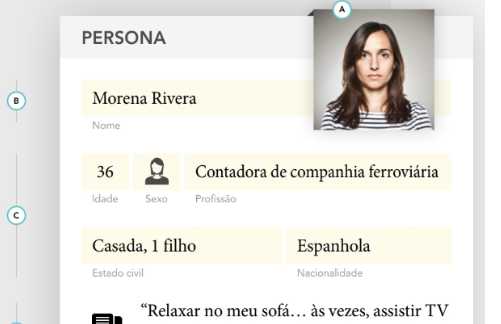 A
PERSONA
B
Morena Rivera
Nome
36
Contadora de companhia ferroviária
Idade
Sexo
Profissão
C
Casada, 1 filho
Espanhola
Estado civil
Nacionalidade
“Relaxar no meu sofá… às vezes, assistir TV